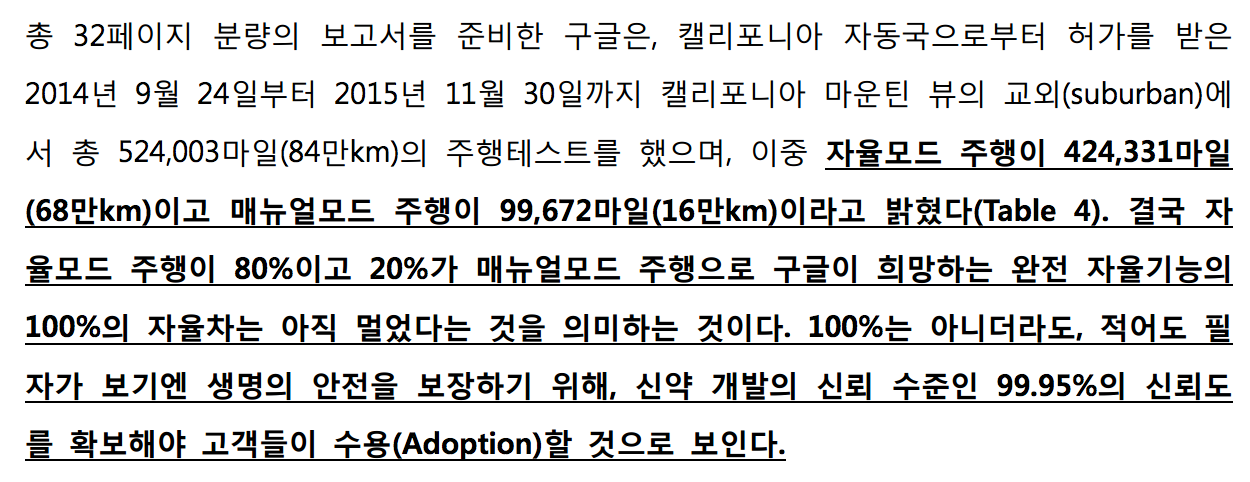 총 32페이지 분량의 보고서를 준비한 구글은, 캘리포니아 자동국으로부터 허가를 받은
2014년 9월 24일부터 2015년 11월 30일까지 캘리포니아 마운틴 뷰의 교외(suburban)에
서 총 524,003마일(84만km)의 주행테스트를 했으며, 이중 자율모드 주행이 424,331마일
(68만km)이고 매뉴얼모드 주행이 99,672마일(16만km)이라고 밝혔다(Table 4). 결국 자
율모드 주행이 80%이고 20%가 매뉴얼모드 주행으로 구글이 희망하는 완전 자율기능의
100%의 자율차는 아직 멀었다는 것을 의미하는 것이다. 100%는 아니더라도, 적어도 필
자가 보기엔 생명의 안전을 보장하기 위해, 신약 개발의 신뢰 수준인 99.95%의 신뢰도
를 확보해야 고객들이 수용(Adoption)할 것으로 보인다.